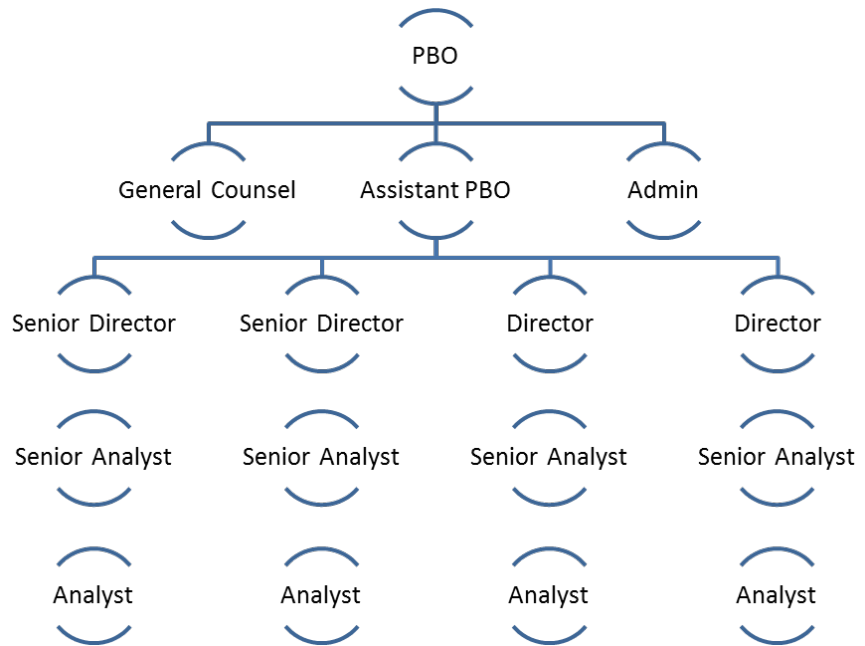 PBO
General Counsel
Assistant PBO
Admin
Senior Director
Senior Director
Director
Director
Senior Analyst
Senior Analyst
Senior Analyst
Senior Analyst
Analyst
Analyst
Analyst
Analyst